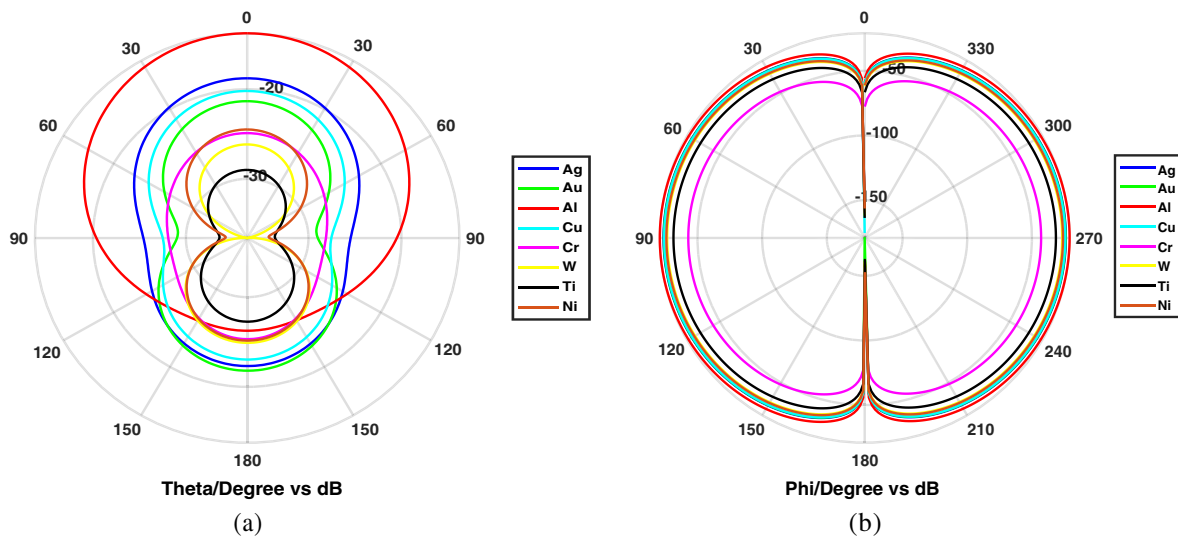 0
30
30
60
60
90
90
120
120
150
150
180
-20
-30
Theta/Degree vs dB
(a)
Ag
Au
Al
Cu
Cr
W
Ti
Ni
0
30
330
60
300
90
270
120
240
150
210
180
-50
-100
-150
Phi/Degree vs dB
(b)
Ag
Au
Al
Cu
Cr
W
Ti
Ni